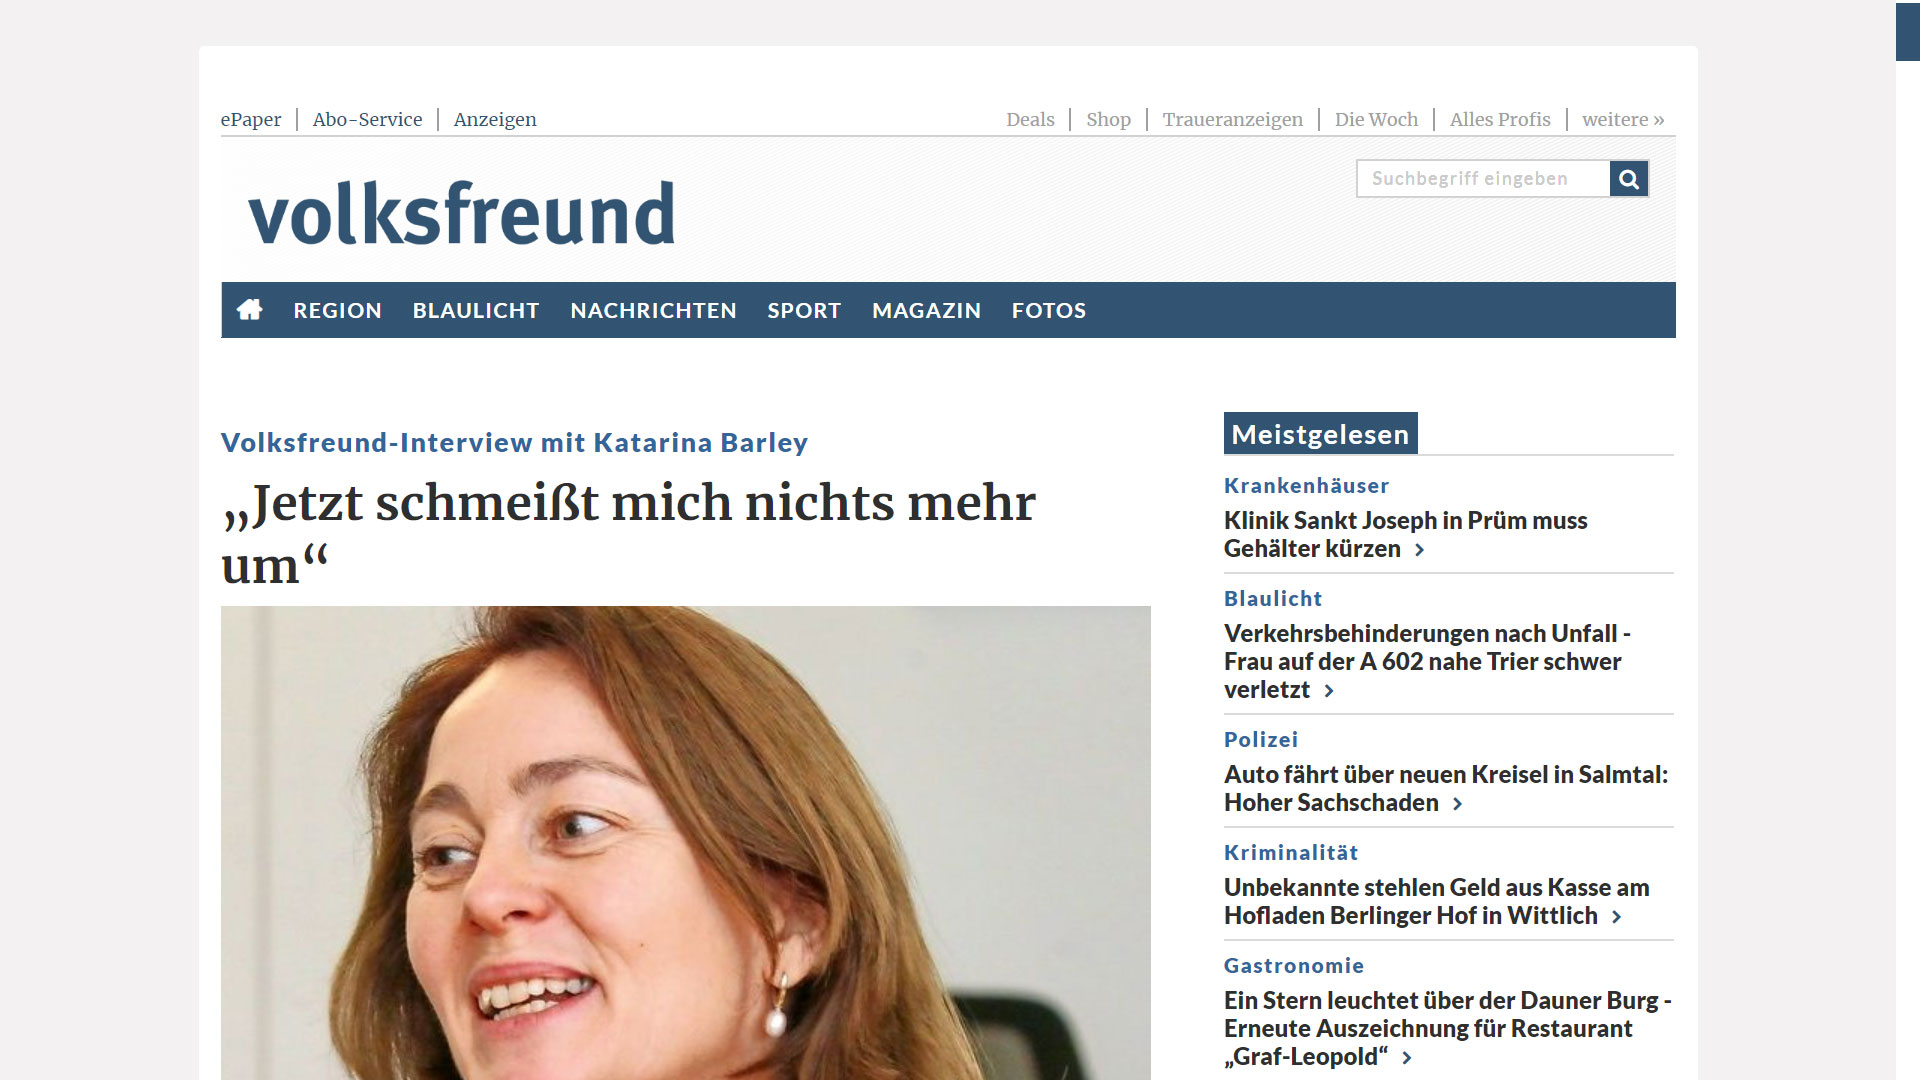 ePaper
Abo-Service
Anzeigen
Deals
Shop
Traueranzeigen
Die Woch
Alles Profis
weitere »
Suchbegriff eingeben
volksfreund
REGION
BLAULICHT
NACHRICHTEN
SPORT
MAGAZIN
FOTOS
Volksfreund-Interview mit Katarina Barley
„Jetzt schmeißt mich nichts mehr
um“
Meistgelesen
Krankenhäuser
Klinik Sankt Joseph in Prüm muss
Gehälter kürzen
Blaulicht
Verkehrsbehinderungen nach Unfall -
Frau auf der A 602 nahe Trier schwer
verletzt
Polizei
Auto fährt über neuen Kreisel in Salmtal:
Hoher Sachschaden
Kriminalität
Unbekannte stehlen Geld aus Kasse am
Hofladen Berlinger Hof in Wittlich
Gastronomie
Ein Stern leuchtet über der Dauner Burg -
Erneute Auszeichnung für Restaurant
„Graf-Leopold“